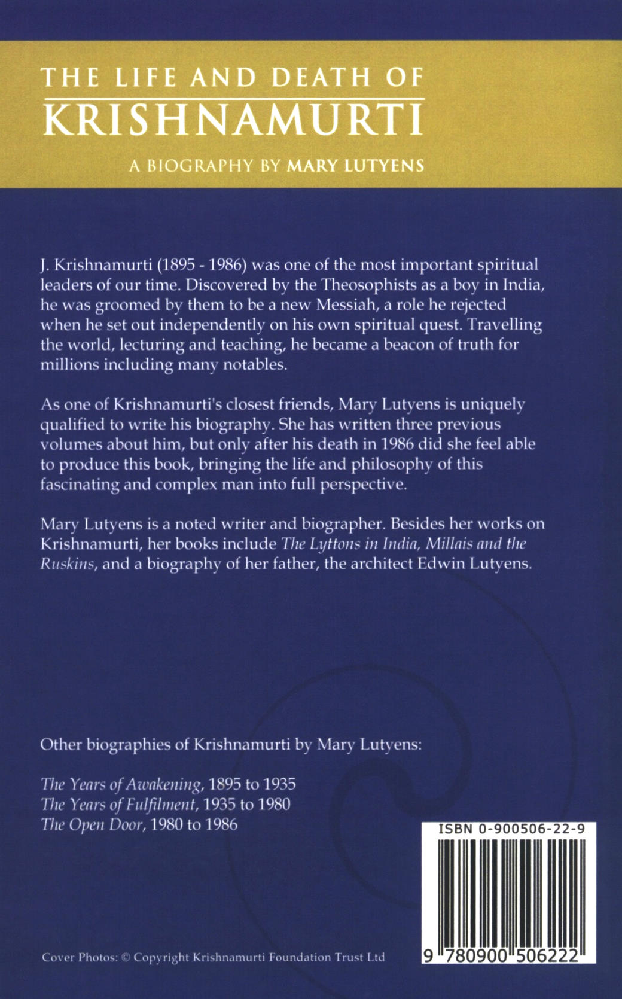 THE LIFE AND DEATH OF
KRISHNAMURTI
A BIOGRAPHY BY MARY LUTYENS
J. Krishnamurti (1895 - 1986) was one of the most important spiritual
leaders of our time. Discovered by the Theosophists as a boy in India,
he was groomed by them to be a new Messiah, a role he rejected
when he set out independently on his own spiritual quest. Travelling
the world, lecturing and teaching, he became a beacon of truth for
millions including many notables.
As one of Krishnamurti's closest friends, Mary Lutyens is uniquely
qualified to write his biography. She has written three previous
volumes about him, but only after his death in 1986 did she feel able
to produce this book, bringing the life and philosophy of this
fascinating and complex man into full perspective.
Mary Lutyens is a noted writer and biographer. Besides her works on
Krishnamurti, her books include The Lyttons in India, Millais and the
Ruskins, and a biography of her father, the architect Edwin Lutyens.
Other biographies of Krishnamurti by Mary Lutyens:
The Years of Awakening, 1895 to 1935
The Years of Fulfilment, 1935 to 1980
The Open Door, 1980 to 1986
ISBN 0-900506-22-9
9 780900 506222
Cover Photos: © Copyright Krishnamurti Foundation Trust Ltd